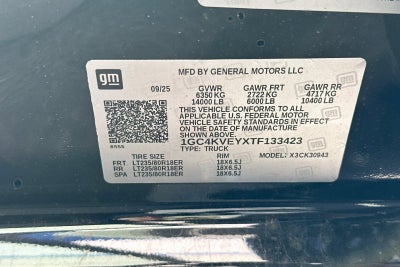 gm
MFD BY GENERAL MOTORS LLC
09/25 GVWR GAWR FRT GAWR RR
6350 KG 2722 KG 4717 KG
14000 LB 6000 LB 10400 LB
THIS VEHICLE CONFORMS TO ALL
APPLICABLE U.S. FEDERAL MOTOR
VEHICLE SAFETY STANDARDS IN EFFECT
ON THE DATE OF MANUFACTURE
SHOWN ABOVE.
1GC4KVEYXTF133423
TYPE: TRUCK MODEL: X3CK30943
TIRE SIZE RIM
FRT LT235/80R18ER 18X6.5J
RR LT235/80R18ER 18X6.5J
SPA LT235/80R18ER 18X6.5J